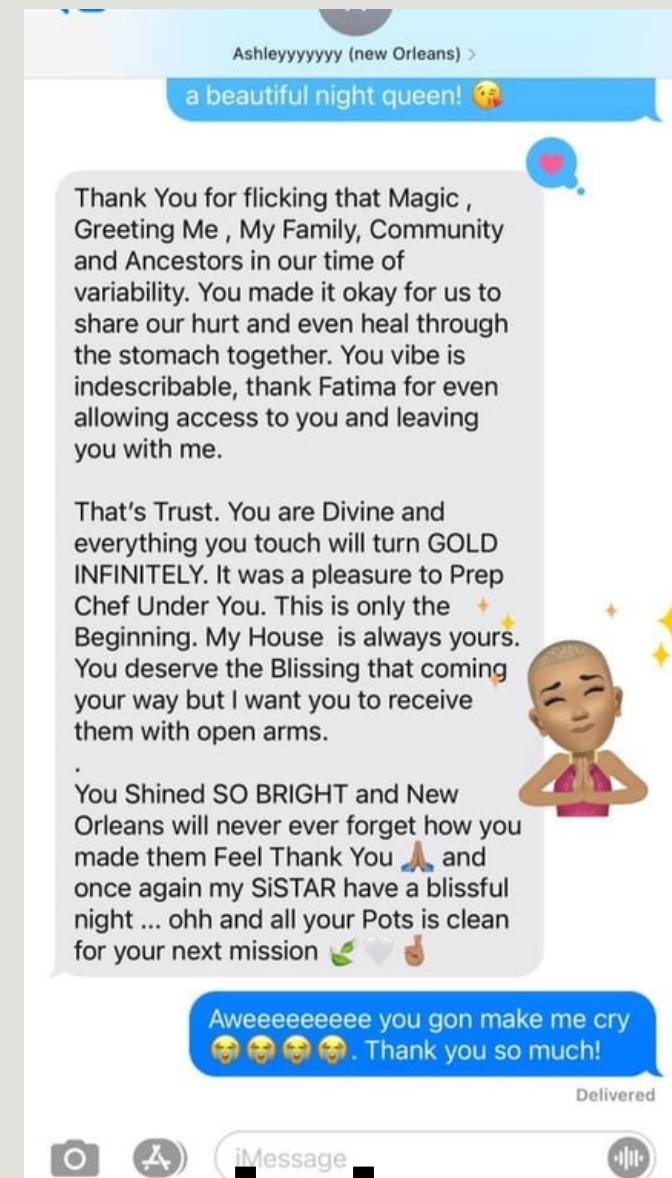 Ashleyyyyyyy (new Orleans) >
a beautiful night queen! 😘
Thank You for flicking that Magic ,
Greeting Me , My Family, Community
and Ancestors in our time of
variability. You made it okay for us to
share our hurt and even heal through
the stomach together. You vibe is
indescribable, thank Fatima for even
allowing access to you and leaving
you with me.
That's Trust. You are Divine and
everything you touch will turn GOLD
INFINITELY. It was a pleasure to Prep
Chef Under You. This is only the
Beginning. My House is always yours.
You deserve the Blissing that coming
your way but I want you to receive
them with open arms.
.
You Shined SO BRIGHT and New
Orleans will never ever forget how you
made them Feel Thank You 🙏🏽 and
once again my SiSTAR have a blissful
night ... ohh and all your Pots is clean
for your next mission 🍃 🤍 🤞🏽
Aweeeeeeeee you gon make me cry
😭😭😭😭. Thank you so much!
Delivered
iMessage